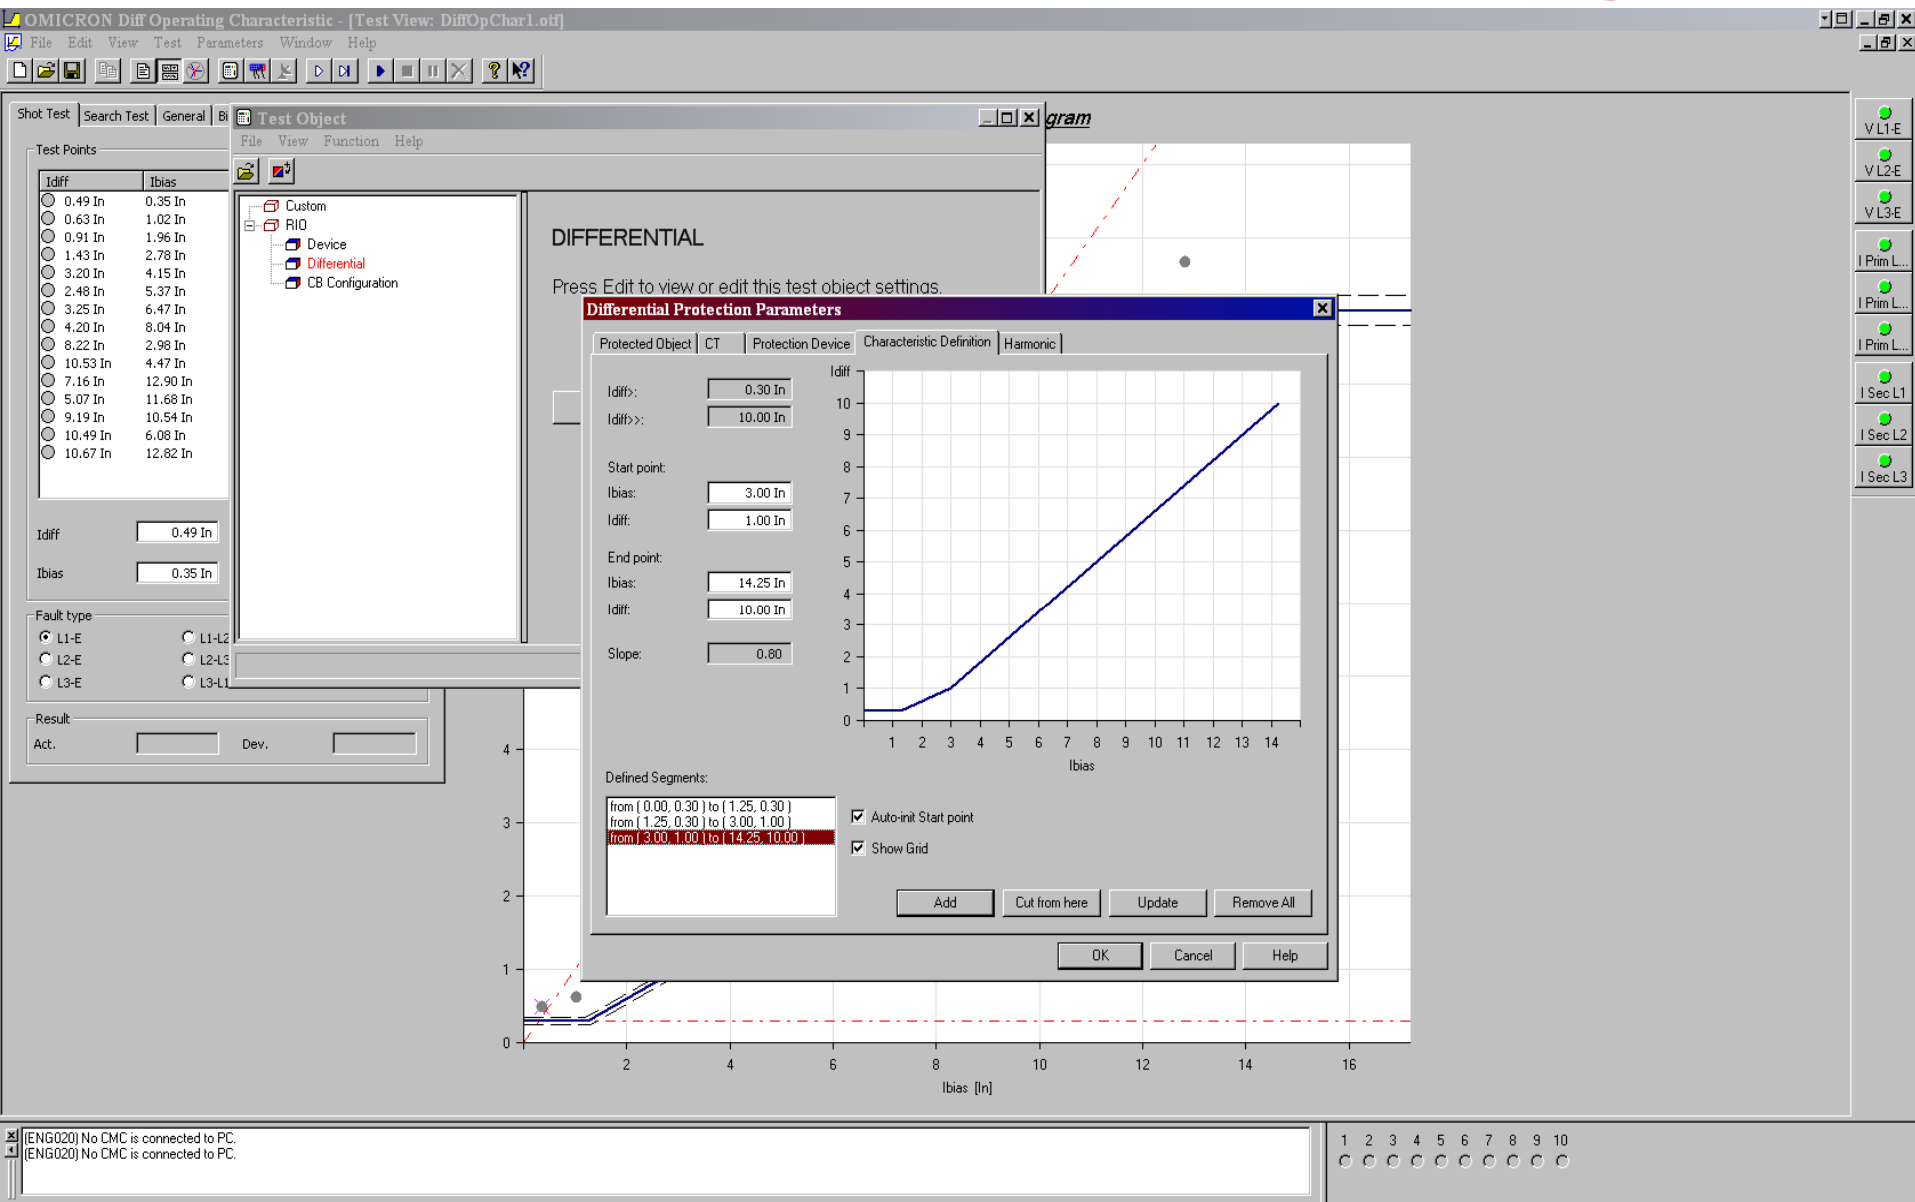 OMICRON Diff Operating Characteristic - [Test View: DiffOpChar1.otf]
File Edit View Test Parameters Window Help
Shot Test Search Test General Bi
Test Points
Idiff Ibias
0.49 In 0.35 In
0.63 In 1.02 In
0.91 In 1.96 In
1.43 In 2.78 In
3.20 In 4.15 In
2.48 In 5.37 In
3.25 In 6.47 In
4.20 In 8.04 In
8.22 In 2.98 In
10.53 In 4.47 In
7.16 In 12.90 In
5.07 In 11.68 In
9.19 In 10.54 In
10.49 In 6.08 In
10.67 In 12.82 In
Idiff 0.49 In
Ibias 0.35 In
Fault type
L1-E L1-L2
L2-E L2-L3
L3-E L3-L1
Result
Act. Dev.
Test Object
File View Function Help
Custom
RIO
Device
Differential
CB Configuration
DIFFERENTIAL
Press Edit to view or edit this test object settings.
gram
Differential Protection Parameters
Protected Object CT Protection Device Characteristic Definition Harmonic
Idiff>: 0.30 In
Idiff>>: 10.00 In
Start point:
Ibias: 3.00 In
Idiff: 1.00 In
End point:
Ibias: 14.25 In
Idiff: 10.00 In
Slope: 0.80
Idiff
10
9
8
7
6
5
4
3
2
1
0
1 2 3 4 5 6 7 8 9 10 11 12 13 14
Ibias
Defined Segments:
from ( 0.00, 0.30 ) to ( 1.25, 0.30 )
from ( 1.25, 0.30 ) to ( 3.00, 1.00 )
from ( 3.00, 1.00 ) to ( 14.25, 10.00 )
Auto-init Start point
Show Grid
Add Cut from here Update Remove All
OK Cancel Help
4
3
2
1
0
2 4 6 8 10 12 14 16
Ibias [In]
V L1-E
V L2-E
V L3-E
I Prim L...
I Prim L...
I Prim L...
I Sec L1
I Sec L2
I Sec L3
(ENG020) No CMC is connected to PC.
(ENG020) No CMC is connected to PC.
1 2 3 4 5 6 7 8 9 10